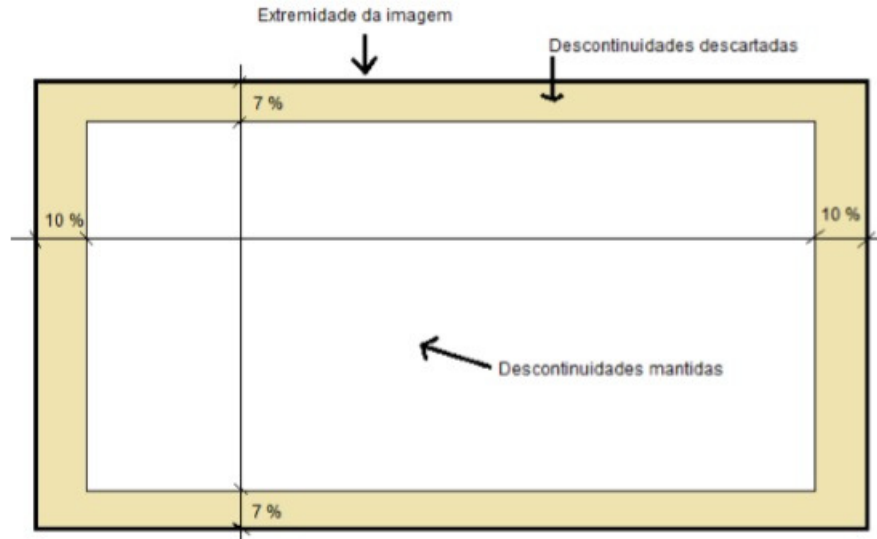 Extremidade da imagem
Descontinuidades descartadas
7 %
10 %
10 %
Descontinuidades mantidas
7 %